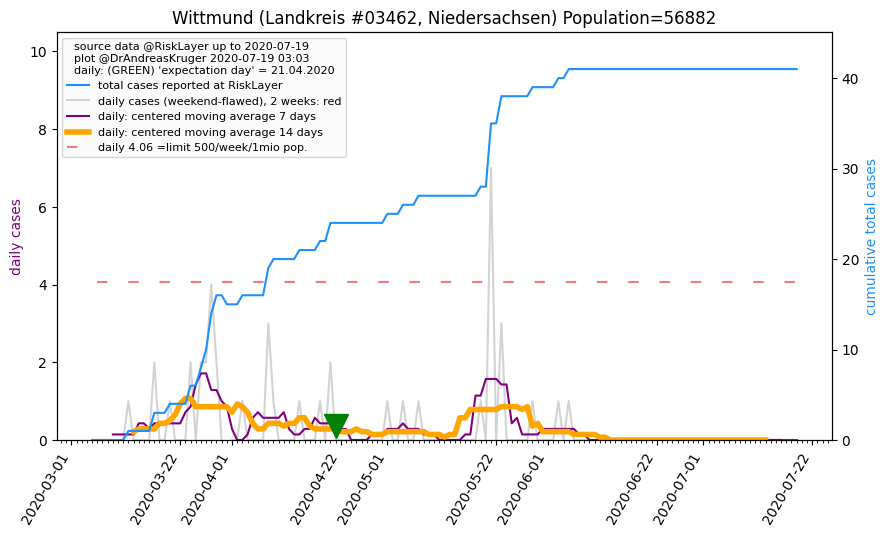 Wittmund (Landkreis #03462, Niedersachsen) Population=56882
source data @RiskLayer up to 2020-07-19
plot @DrAndreasKruger 2020-07-19 03:03
daily: (GREEN) 'expectation day' = 21.04.2020
total cases reported at RiskLayer
daily cases (weekend-flawed), 2 weeks: red
daily: centered moving average 7 days
daily: centered moving average 14 days
daily 4.06 =limit 500/week/1mio pop.
daily cases
10
8
6
4
2
0
cumulative total cases
40
30
20
10
0
2020-03-01
2020-03-22
2020-04-01
2020-04-22
2020-05-01
2020-05-22
2020-06-01
2020-06-22
2020-07-01
2020-07-22